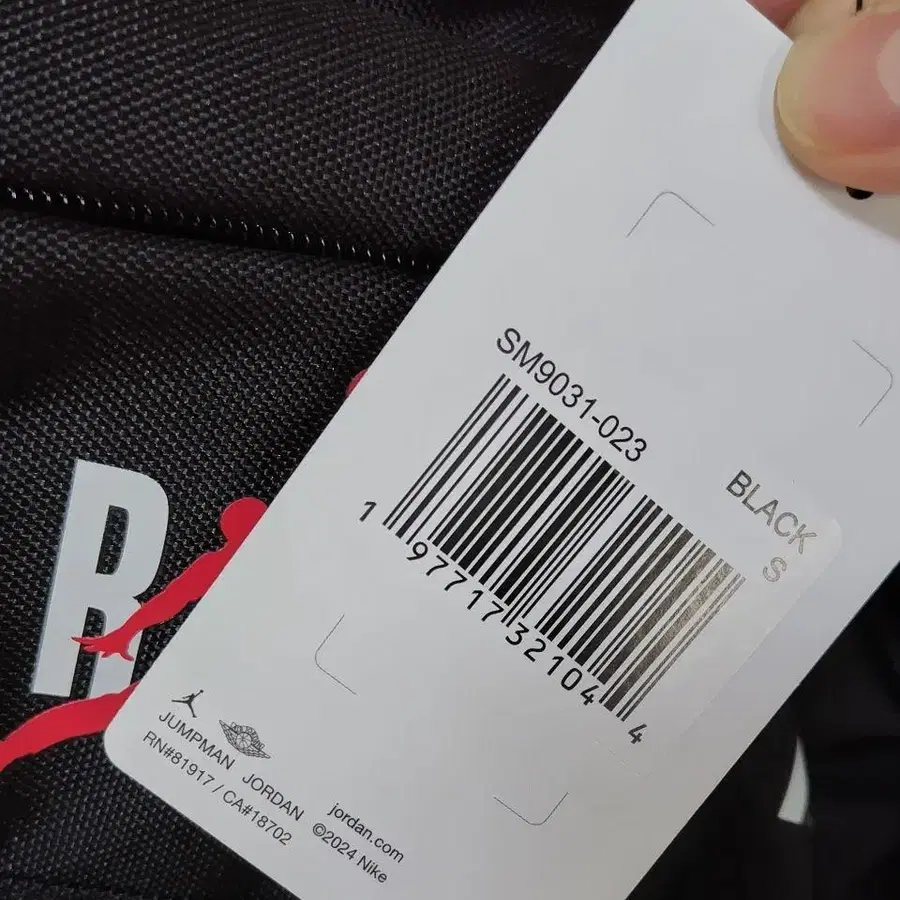 R
SM9031-023
BLACK
S
1 97717 32104 4
JUMPMAN JORDAN
RN#81917 / CA#18702
jordan.com
©2024 Nike